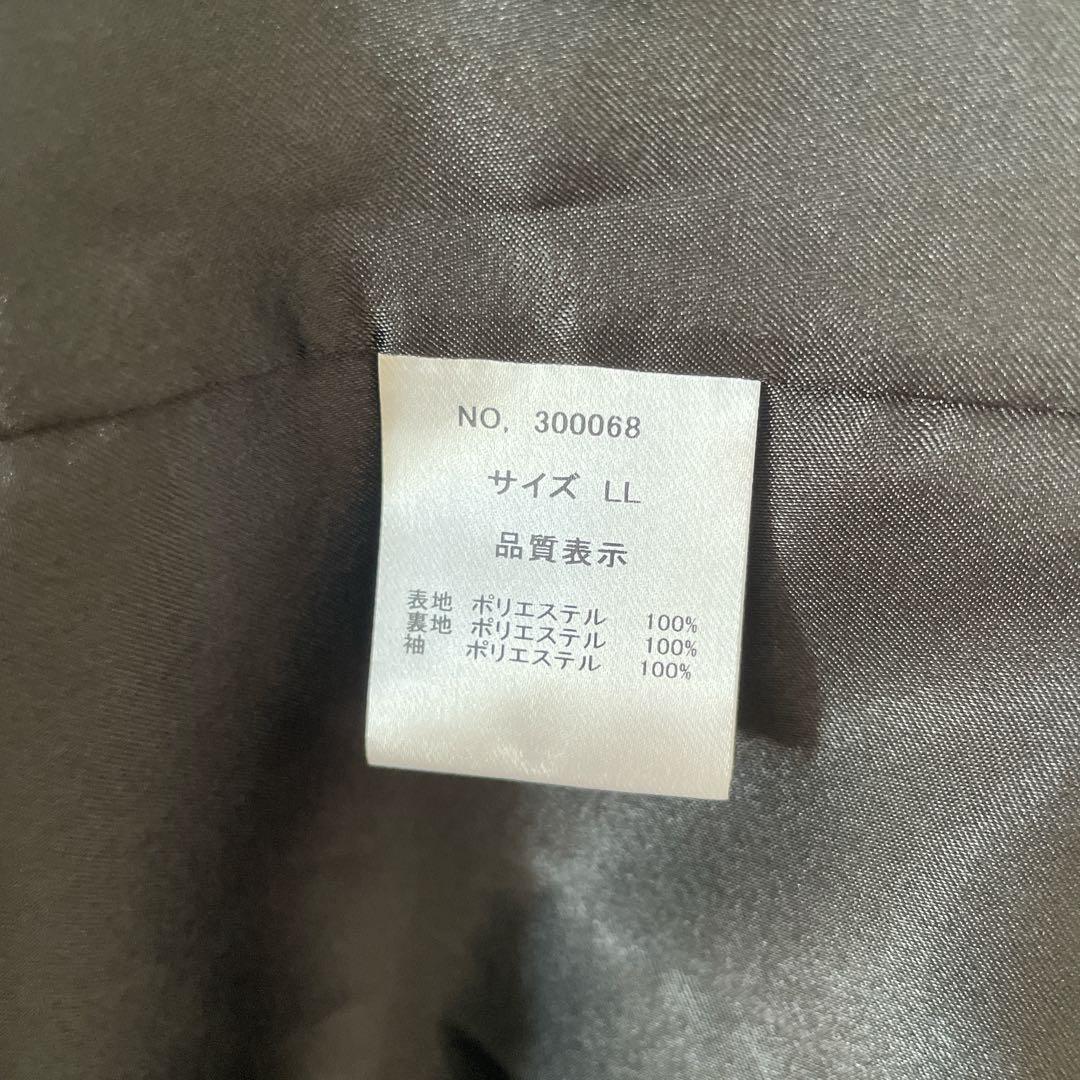 NO, 300068
サイズ LL
品質表示
表地 ポリエステル 100%
裏地 ポリエステル 100%
袖 ポリエステル 100%